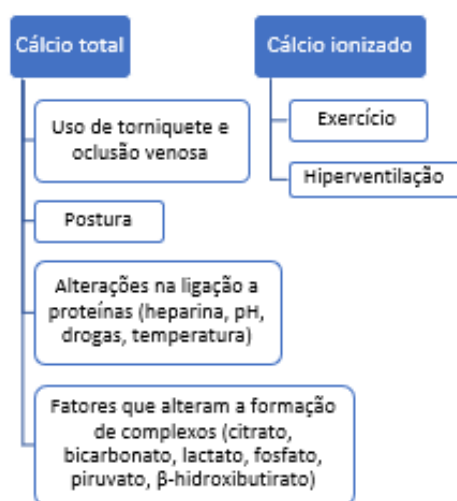 Cálcio total
Uso de torniquete e
oclusão venosa
Postura
Alterações na ligação a
proteínas (heparina, pH,
drogas, temperatura)
Fatores que alteram a formação
de complexos (citrato,
bicarbonato, lactato, fosfato,
piruvato, β-hidroxibutirato)
Cálcio ionizado
Exercício
Hiperventilação